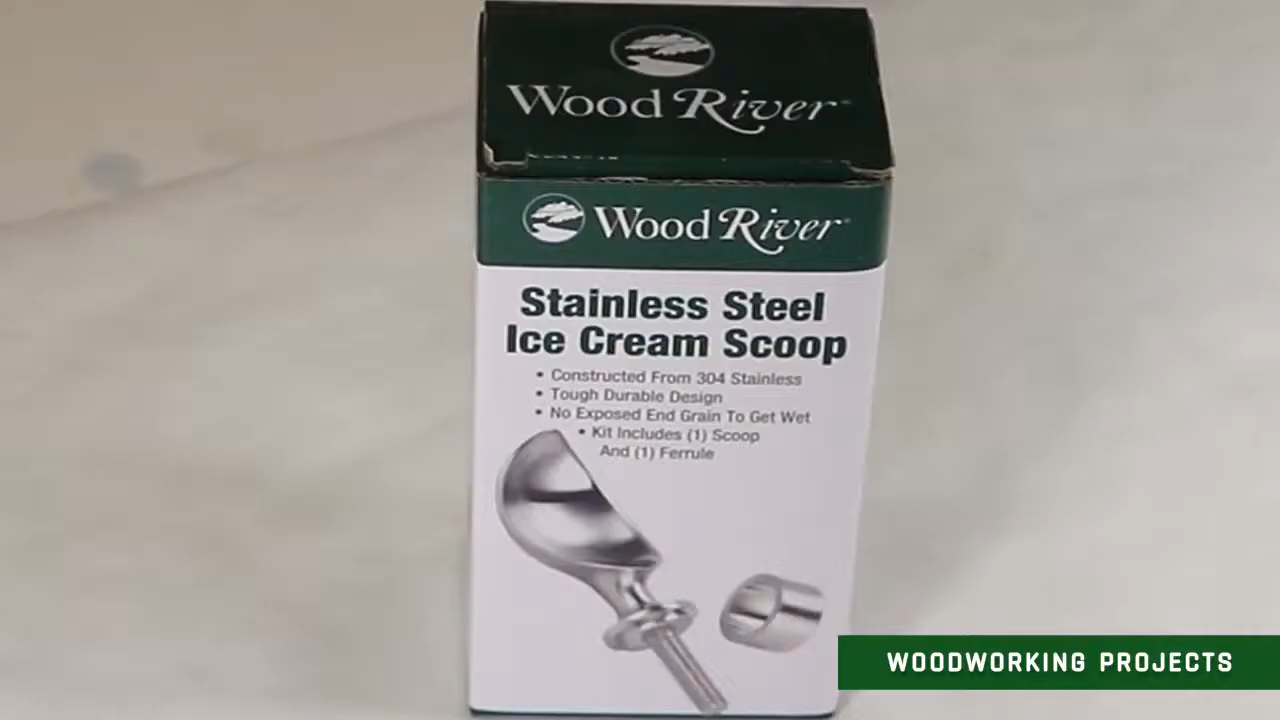 Wood River
Wood River
Stainless Steel
Ice Cream Scoop
• Constructed From 304 Stainless
• Tough Durable Design
• No Exposed End Grain To Get Wet
• Kit Includes (1) Scoop
And (1) Ferrule
WOODWORKING PROJECTS